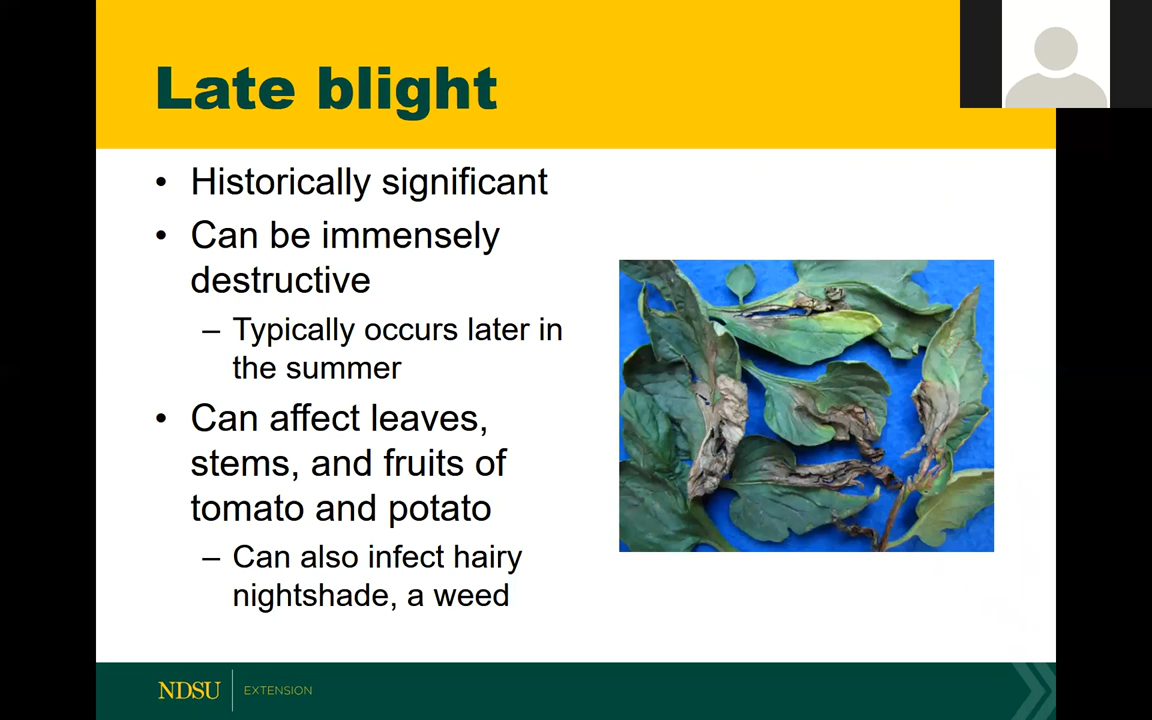 Late blight
• Historically significant
• Can be immensely
destructive
– Typically occurs later in
the summer
• Can affect leaves,
stems, and fruits of
tomato and potato
– Can also infect hairy
nightshade, a weed
NDSU EXTENSION